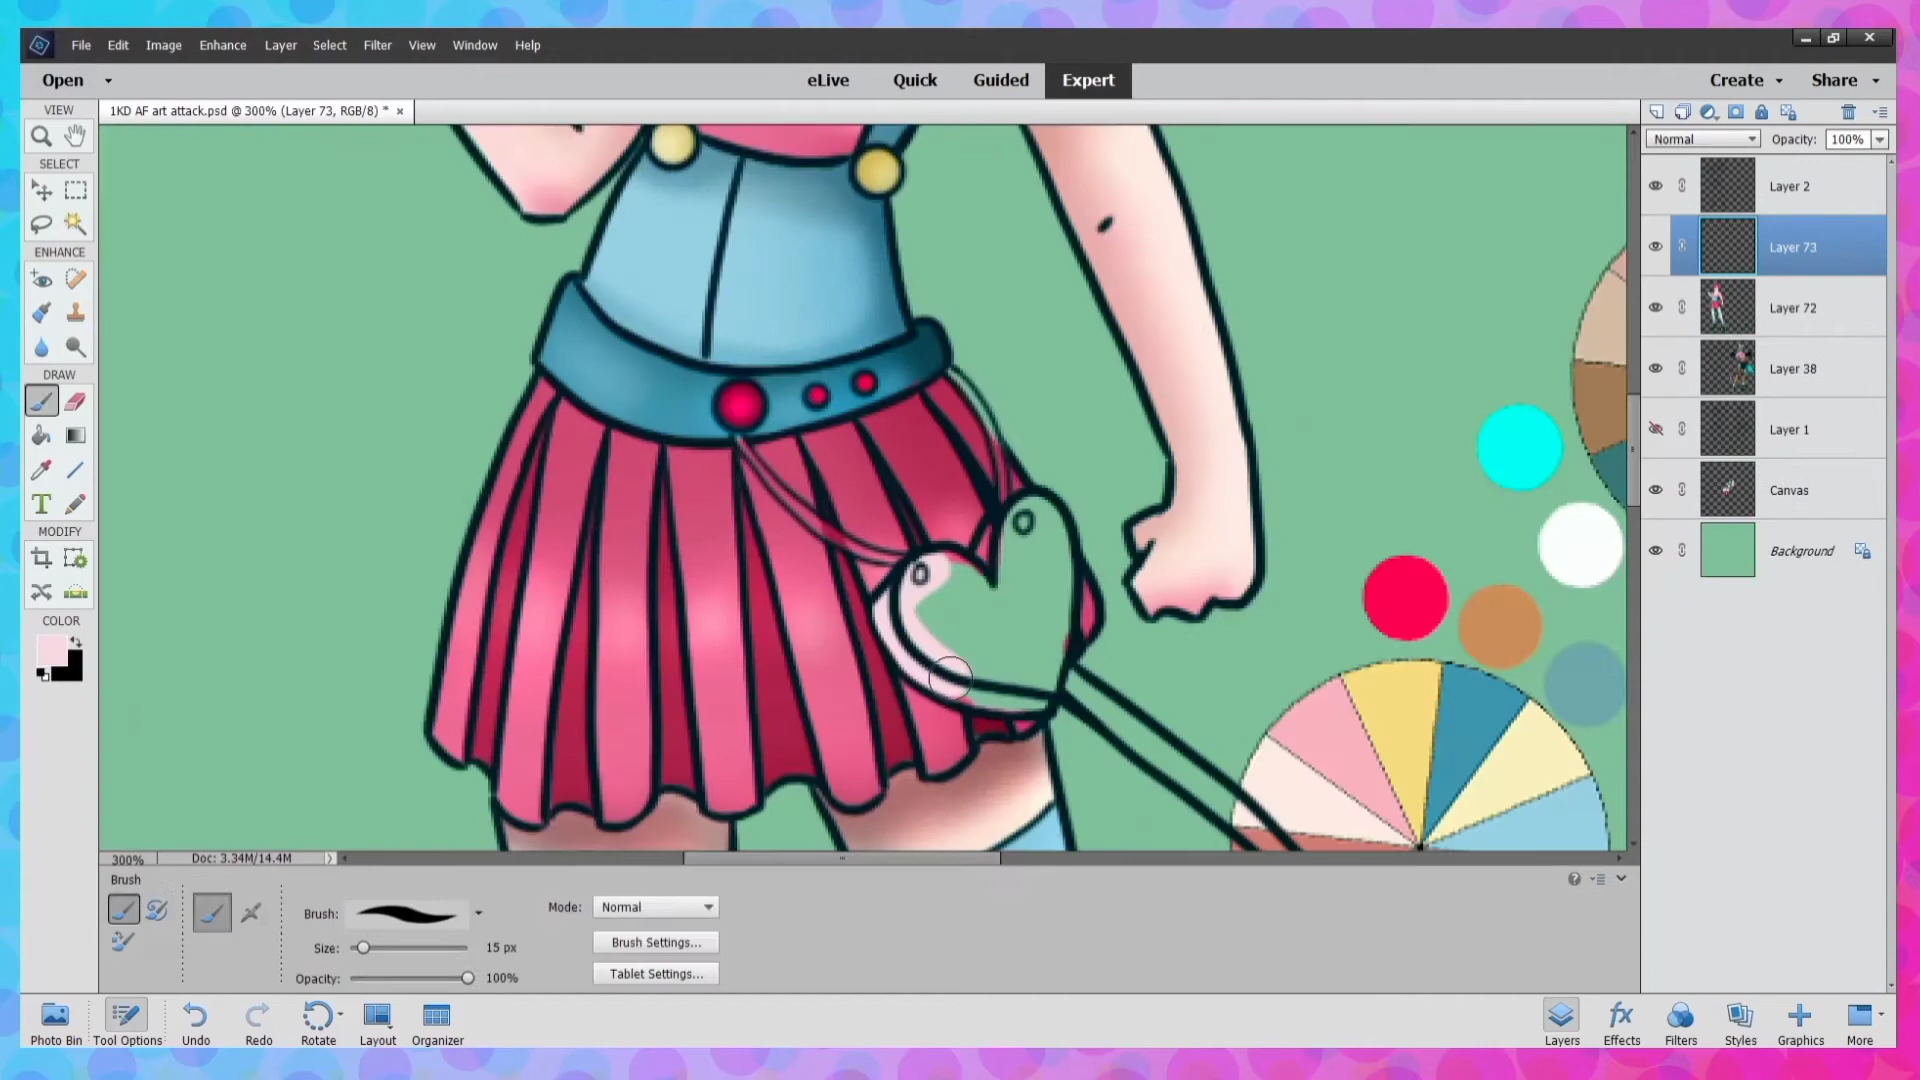 File Edit Image Enhance Layer Select Filter View Window Help
Open eLive Quick Guided Expert Create Share
VIEW
1KD AF art attack.psd @ 300% (Layer 73, RGB/8) * ×
Normal Opacity: 100%
SELECT
Layer 2
Layer 73
ENHANCE
Layer 72
DRAW
Layer 38
Layer 1
Canvas
T
MODIFY
Background
COLOR
300% Doc: 3.34M/14.4M
Brush
Brush: Mode: Normal
Size: 15 px Brush Settings...
Opacity: 100% Tablet Settings...
fx
Photo Bin Tool Options Undo Redo Rotate Layout Organizer Layers Effects Filters Styles Graphics More